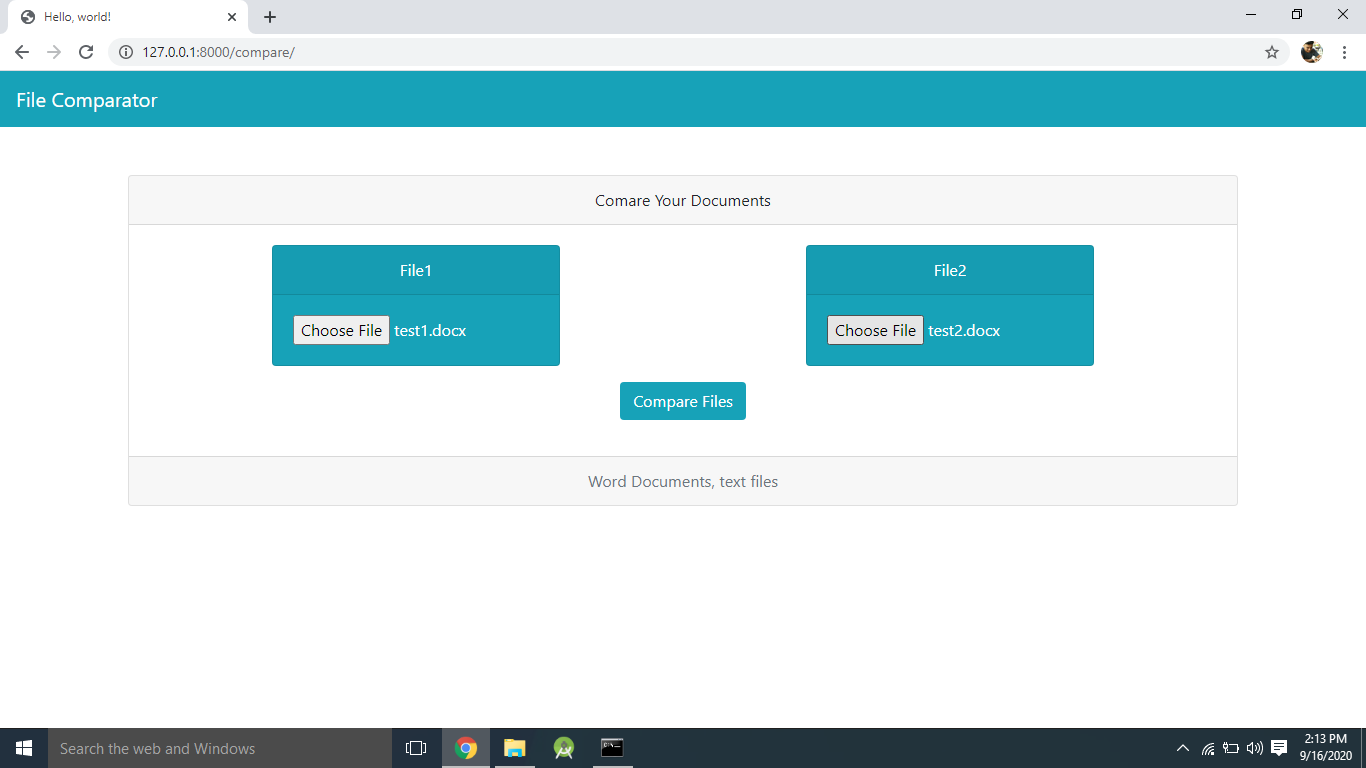 Hello, world!
127.0.0.1:8000/compare/
File Comparator
Comare Your Documents
File1
File2
Choose File test1.docx
Choose File test2.docx
Compare Files
Word Documents, text files
Search the web and Windows
2:13 PM
9/16/2020